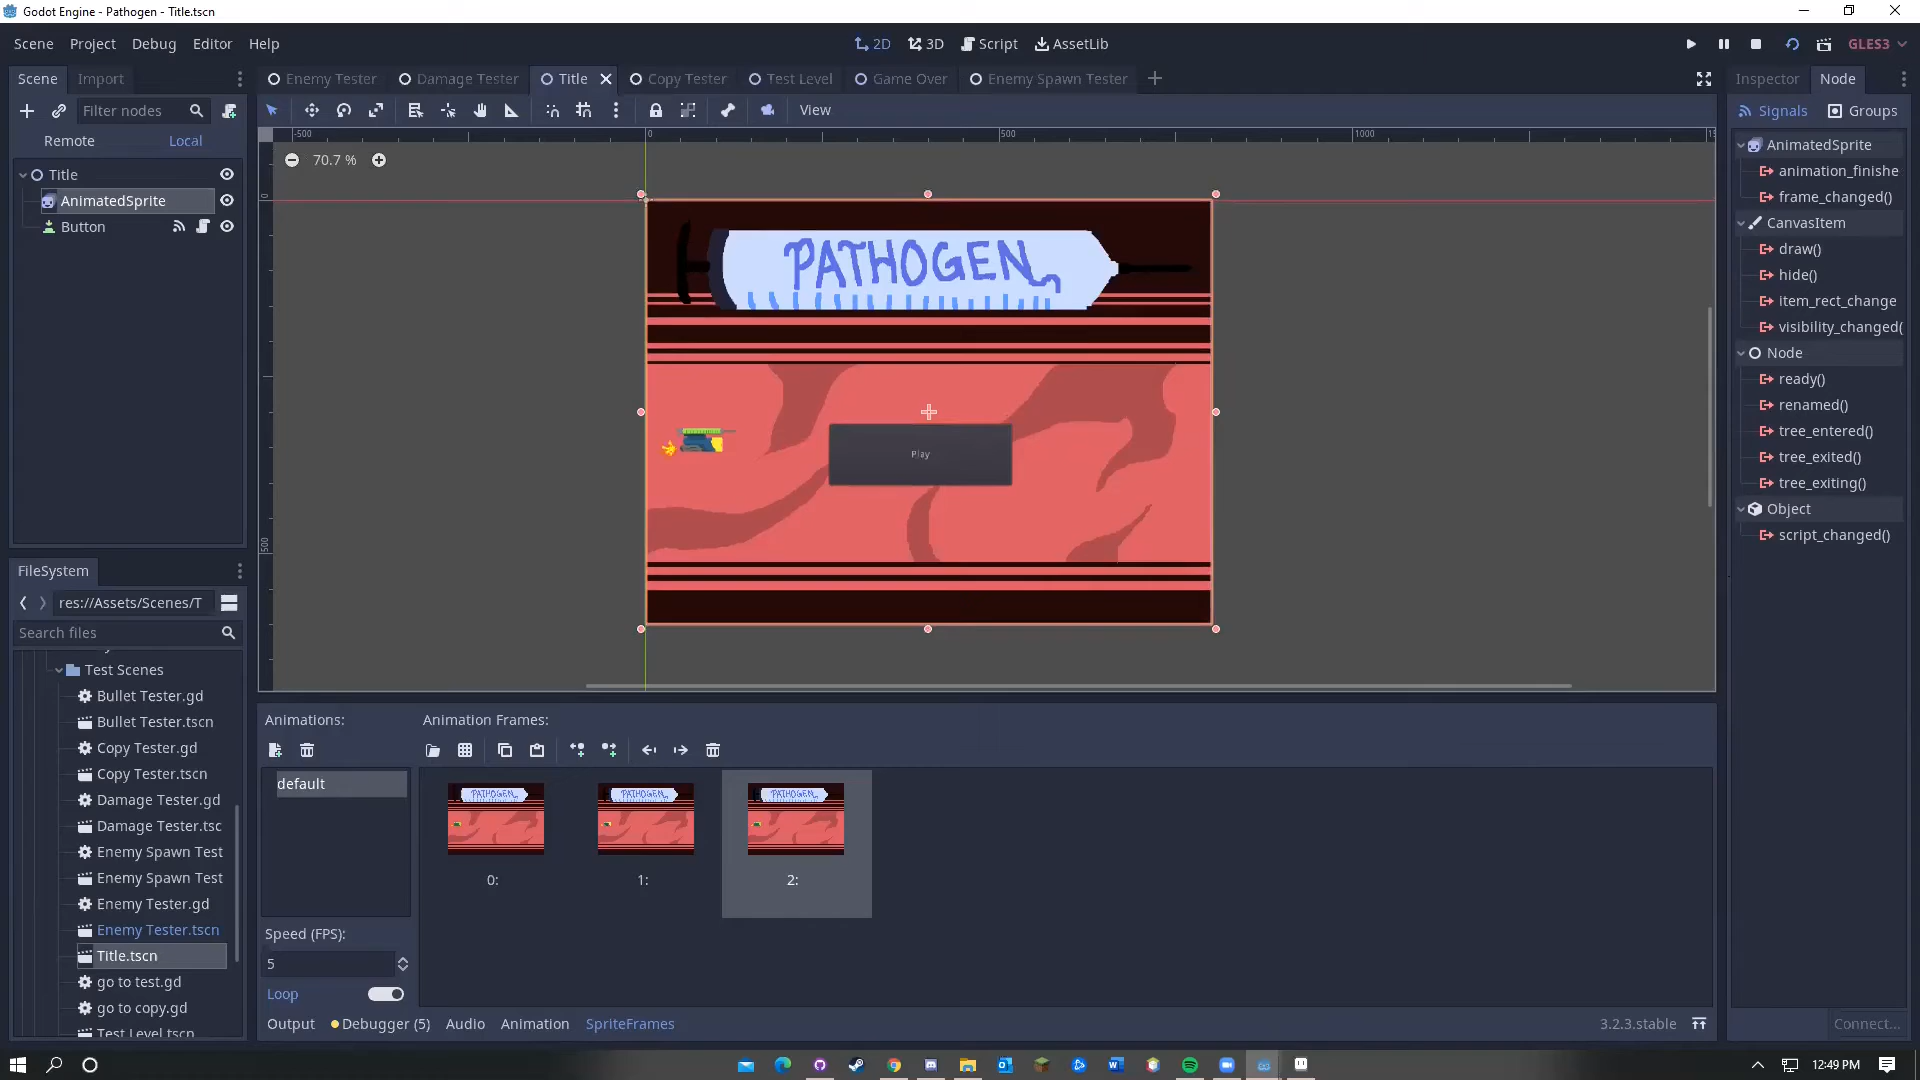 Godot Engine - Pathogen - Title.tscn
Scene Project Debug Editor Help
2D 3D Script AssetLib
GLES3
Scene Import
Enemy Tester Damage Tester Title Copy Tester Test Level Game Over Enemy Spawn Tester
Inspector Node
Filter nodes
View
Signals Groups
Remote Local
-500 0 500 1000
70.7 %
0
500
Title
AnimatedSprite
Button
PATHOGEN
Play
AnimatedSprite
animation_finishe
frame_changed()
CanvasItem
draw()
hide()
item_rect_change
visibility_changed(
Node
ready()
renamed()
tree_entered()
tree_exited()
tree_exiting()
Object
script_changed()
FileSystem
res://Assets/Scenes/T
Search files
Test Scenes
Bullet Tester.gd
Bullet Tester.tscn
Copy Tester.gd
Copy Tester.tscn
Damage Tester.gd
Damage Tester.tsc
Enemy Spawn Test
Enemy Spawn Test
Enemy Tester.gd
Enemy Tester.tscn
Title.tscn
go to test.gd
go to copy.gd
Test Level.tscn
Animations:
Animation Frames:
default
0: 1: 2:
Speed (FPS):
5
Loop
Output Debugger (5) Audio Animation SpriteFrames
3.2.3.stable
Connect...
12:49 PM